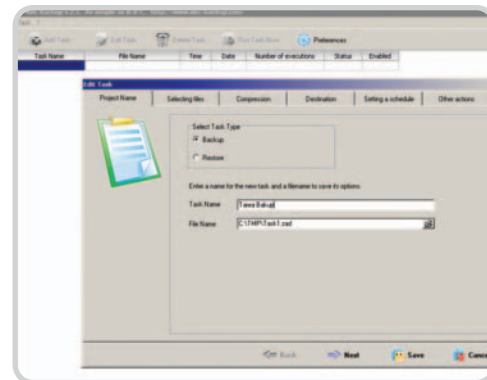 Add Task Edit Task Delete Task Run Task Now Preferences
Task Name File Name Time Date Number of executions Status Enabled
Edit Task
Project Name Selecting files Compression Destination Setting a schedule Other actions
Select Task Type
Backup
Restore
Enter a name for the new task and a filename to save its options.
Task Name
File Name C:\TMP\Task1.zad
Back Next Save Cance